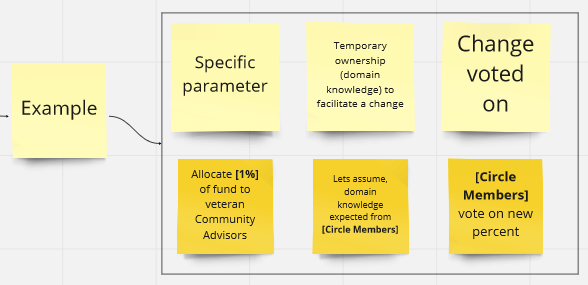 Example
Specific
parameter
Temporary
ownership
(domain
knowledge) to
facilitate a change
Change
voted
on
Allocate [1%]
of fund to
veteran
Community
Advisors
Lets assume,
domain
knowledge
expected from
[Circle Members]
[Circle
Members]
vote on new
percent